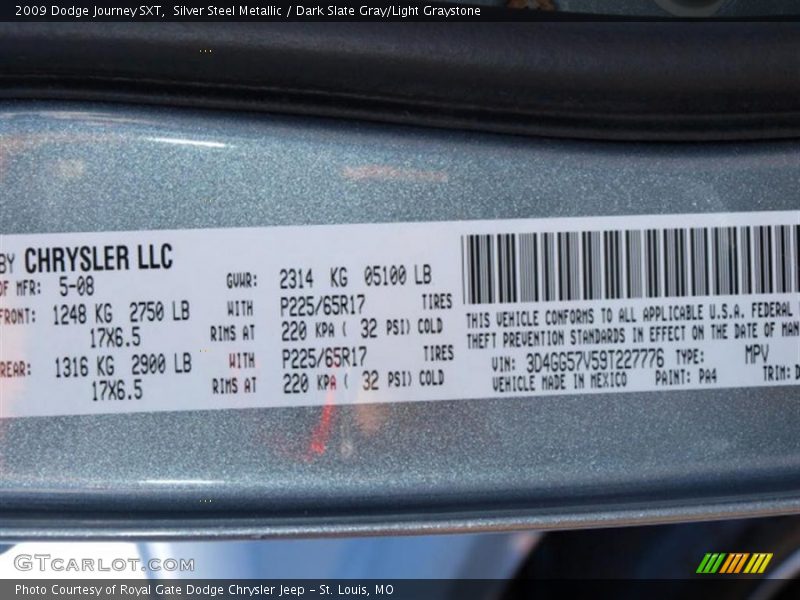 2009 Dodge Journey SXT,  Silver Steel Metallic / Dark Slate Gray/Light Graystone
BY CHRYSLER LLC
OF MFR: 5-08
GVWR: 2314 KG 05100 LB
FRONT: 1248 KG 2750 LB WITH P225/65R17 TIRES
17X6.5 RIMS AT 220 KPA ( 32 PSI) COLD
REAR: 1316 KG 2900 LB WITH P225/65R17 TIRES
17X6.5 RIMS AT 220 KPA ( 32 PSI) COLD
THIS VEHICLE CONFORMS TO ALL APPLICABLE U.S.A. FEDERAL
THEFT PREVENTION STANDARDS IN EFFECT ON THE DATE OF MAN
VIN: 3D4GG57V59T227776 TYPE: MPV
VEHICLE MADE IN MEXICO PAINT: PA4 TRIM: D
GTCARLOT.COM
Photo Courtesy of Royal Gate Dodge Chrysler Jeep - St. Louis, MO